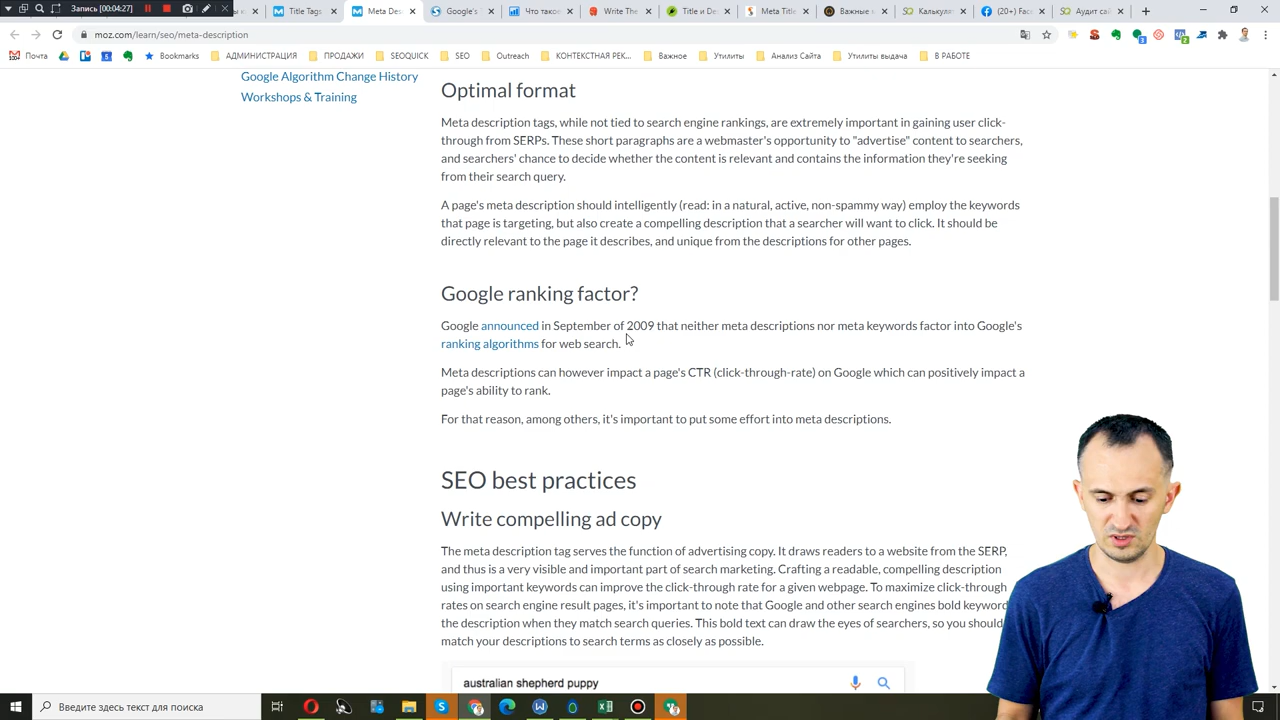 Запись [00:04:27]
Title Tags
Meta Des
Google's
Что такое
Write The
Title и De
Meta Title
Важные
Калькуля
(20+) Face
Аудит сай
moz.com/learn/seo/meta-description
Почта
Bookmarks
АДМИНИСТРАЦИЯ
ПРОДАЖИ
SEOQUICK
SEO
Outreach
КОНТЕКСТНАЯ РЕК...
Важное
Утилиты
Анализ Сайта
Утилиты выдача
В РАБОТЕ
Google Algorithm Change History
Workshops & Training
Optimal format
Meta description tags, while not tied to search engine rankings, are extremely important in gaining user click-
through from SERPs. These short paragraphs are a webmaster's opportunity to "advertise" content to searchers,
and searchers' chance to decide whether the content is relevant and contains the information they're seeking
from their search query.
A page's meta description should intelligently (read: in a natural, active, non-spammy way) employ the keywords
that page is targeting, but also create a compelling description that a searcher will want to click. It should be
directly relevant to the page it describes, and unique from the descriptions for other pages.
Google ranking factor?
Google announced in September of 2009 that neither meta descriptions nor meta keywords factor into Google's
ranking algorithms for web search.
Meta descriptions can however impact a page's CTR (click-through-rate) on Google which can positively impact a
page's ability to rank.
For that reason, among others, it's important to put some effort into meta descriptions.
SEO best practices
Write compelling ad copy
The meta description tag serves the function of advertising copy. It draws readers to a website from the SERP,
and thus is a very visible and important part of search marketing. Crafting a readable, compelling description
using important keywords can improve the click-through rate for a given webpage. To maximize click-through
rates on search engine result pages, it's important to note that Google and other search engines bold keyword
the description when they match search queries. This bold text can draw the eyes of searchers, so you should
match your descriptions to search terms as closely as possible.
australian shepherd puppy
Введите здесь текст для поиска